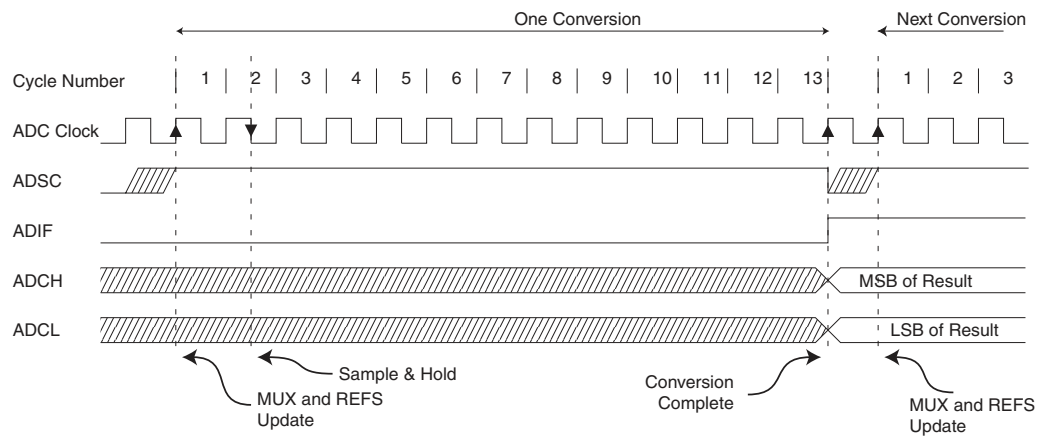 One Conversion
Next Conversion
Cycle Number
1 2 3 4 5 6 7 8 9 10 11 12 13 1 2 3
ADC Clock
ADSC
ADIF
ADCH
MSB of Result
ADCL
LSB of Result
Sample & Hold
MUX and REFS
Update
Conversion
Complete
MUX and REFS
Update